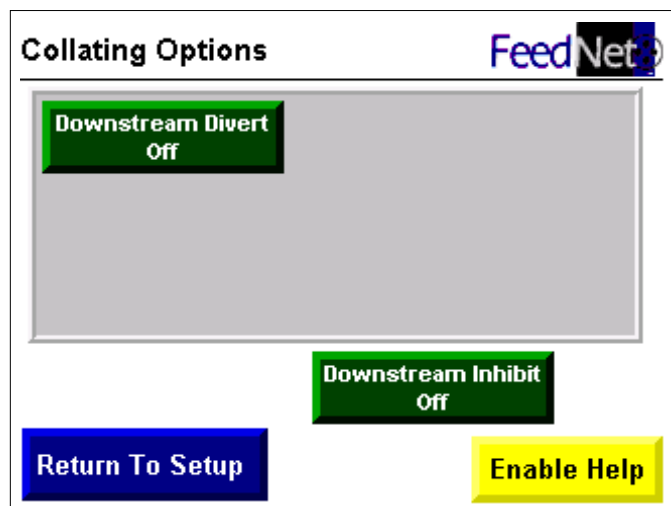 Collating Options
FeedNet
Downstream Divert
Off
Downstream Inhibit
Off
Return To Setup
Enable Help